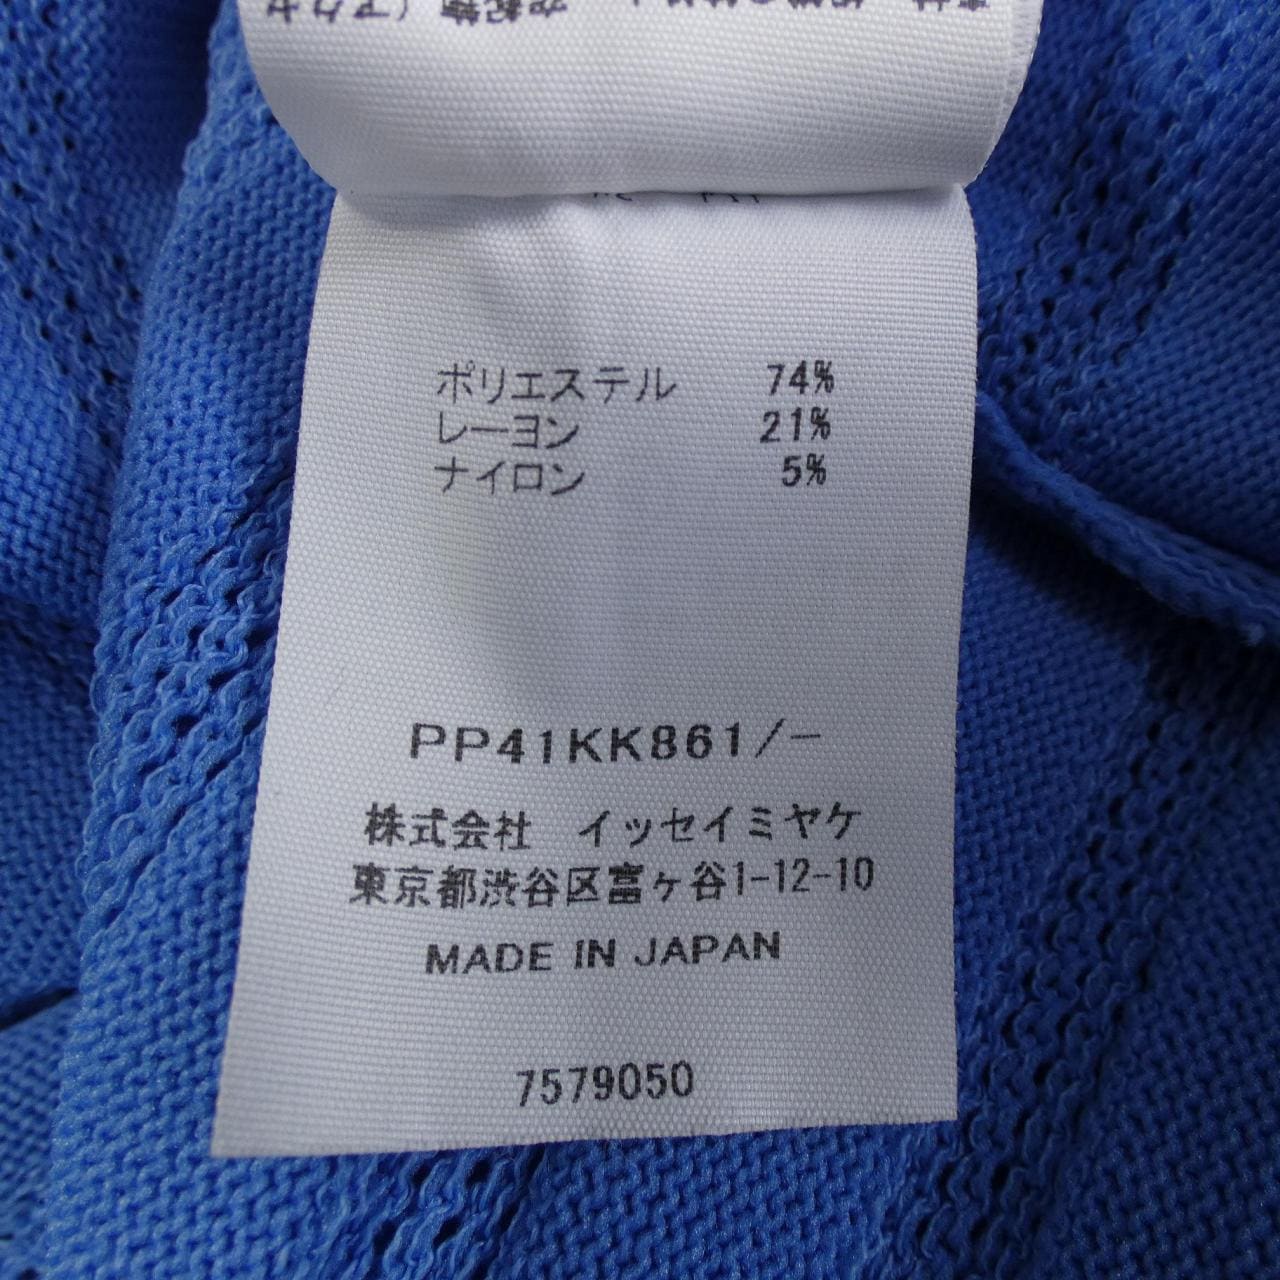 ポリエステル 74%
レーヨン 21%
ナイロン 5%
PP41KK861/-
株式会社 イッセイミヤケ
東京都渋谷区富ヶ谷1-12-10
MADE IN JAPAN
7579050